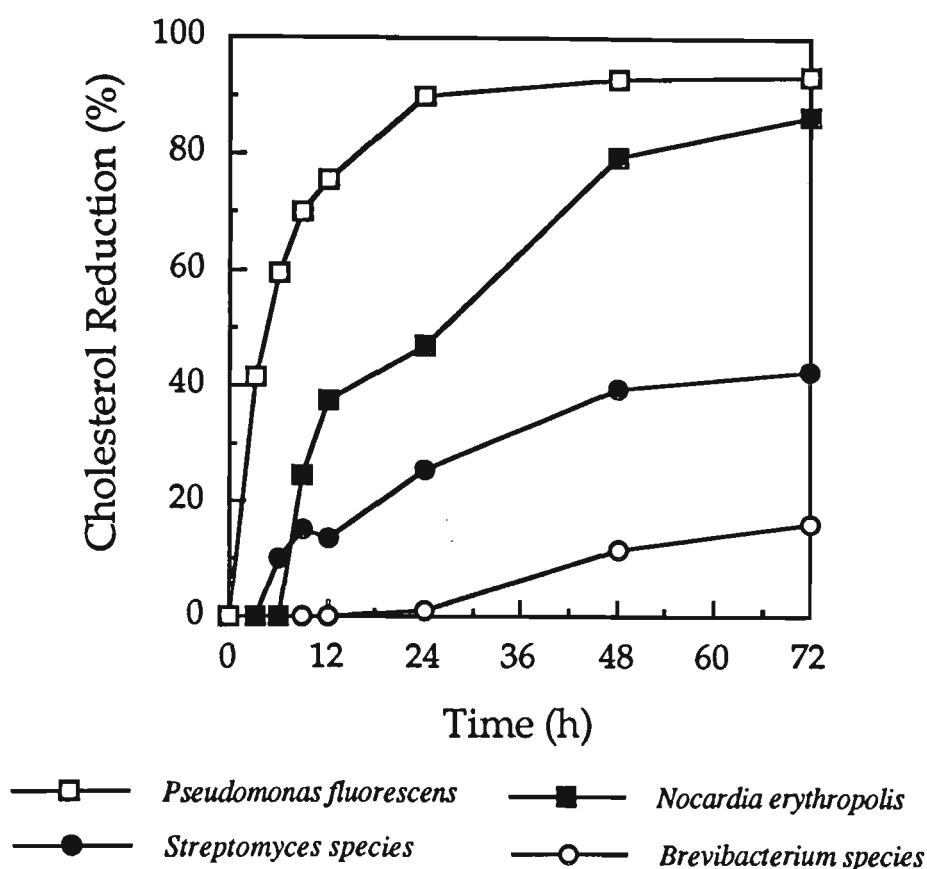 Cholesterol Reduction (%)
100
80
60
40
20
0
0 12 24 36 48 60 72
Time (h)
Pseudomonas fluorescens
Nocardia erythropolis
Streptomyces species
Brevibacterium species